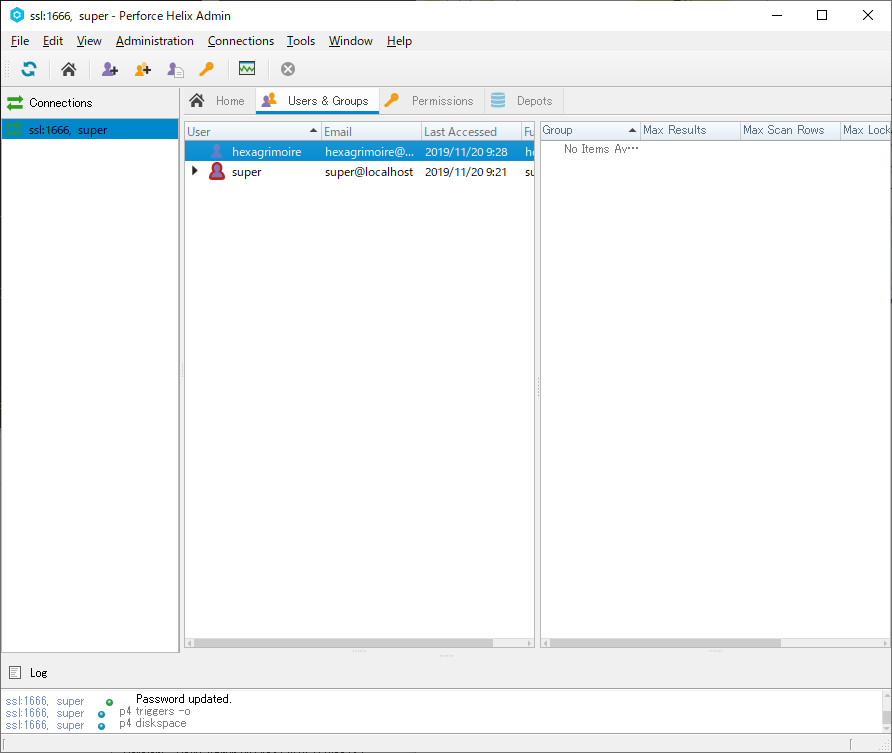 ssl:1666, super - Perforce Helix Admin
File Edit View Administration Connections Tools Window Help
Connections
Home Users & Groups Permissions Depots
ssl:1666, super
User Email Last Accessed Fu
Group Max Results Max Scan Rows Max Lock
hexagrimoire hexagrimoire@... 2019/11/20 9:28 he
No Items Av⋯
super super@localhost 2019/11/20 9:21 su
Log
ssl:1666, super Password updated.
ssl:1666, super p4 triggers -o
ssl:1666, super p4 diskspace